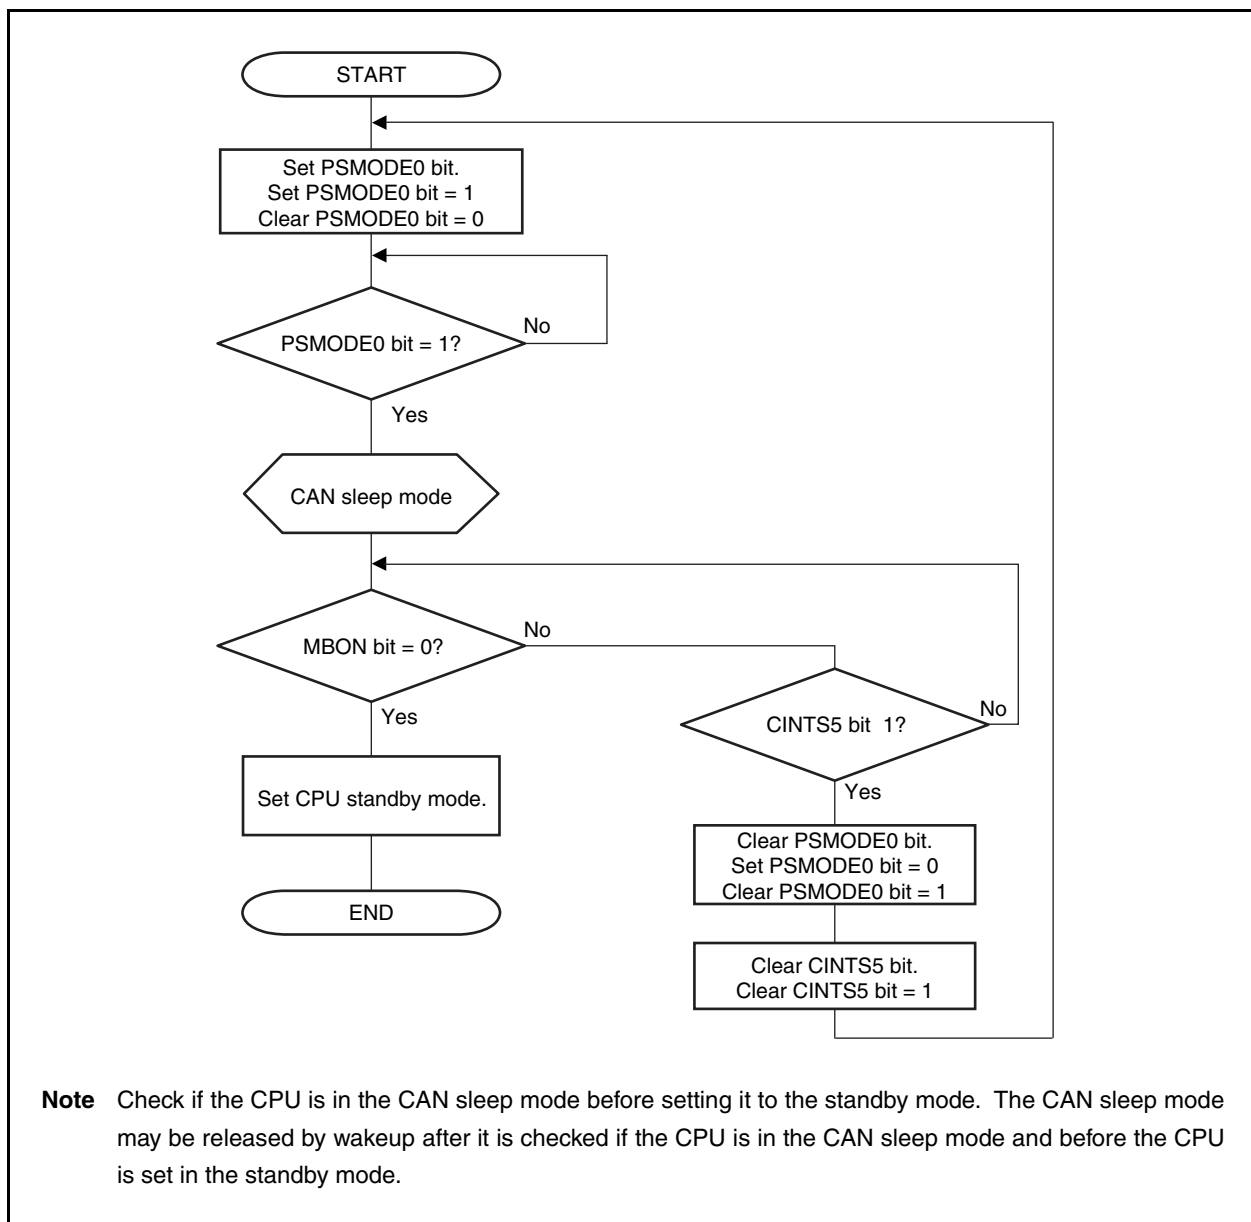 START
Set PSMODE0 bit.
Set PSMODE0 bit = 1
Clear PSMODE0 bit = 0
PSMODE0 bit = 1?
No
Yes
CAN sleep mode
MBON bit = 0?
No
Yes
CINTS5 bit  1?
No
Yes
Set CPU standby mode.
Clear PSMODE0 bit.
Set PSMODE0 bit = 0
Clear PSMODE0 bit = 1
END
Clear CINTS5 bit.
Clear CINTS5 bit = 1
Note Check if the CPU is in the CAN sleep mode before setting it to the standby mode. The CAN sleep mode
may be released by wakeup after it is checked if the CPU is in the CAN sleep mode and before the CPU
is set in the standby mode.